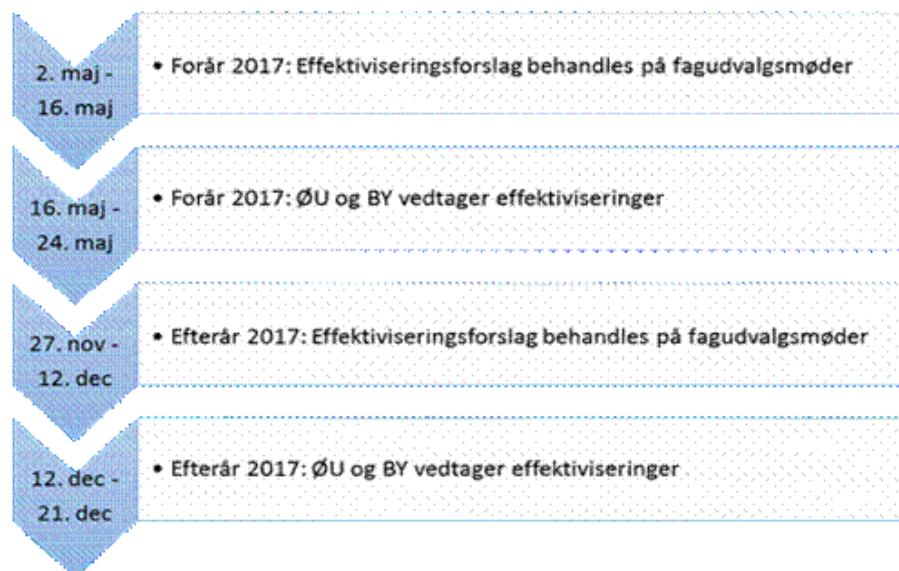 2. maj -
16. maj
• Forår 2017: Effektiviseringsforslag behandles på fagudvalgsmøder
16. maj -
24. maj
• Forår 2017: ØU og BY vedtager effektiviseringer
27. nov -
12. dec
• Efterår 2017: Effektiviseringsforslag behandles på fagudvalgsmøder
12. dec -
21. dec
• Efterår 2017: ØU og BY vedtager effektiviseringer